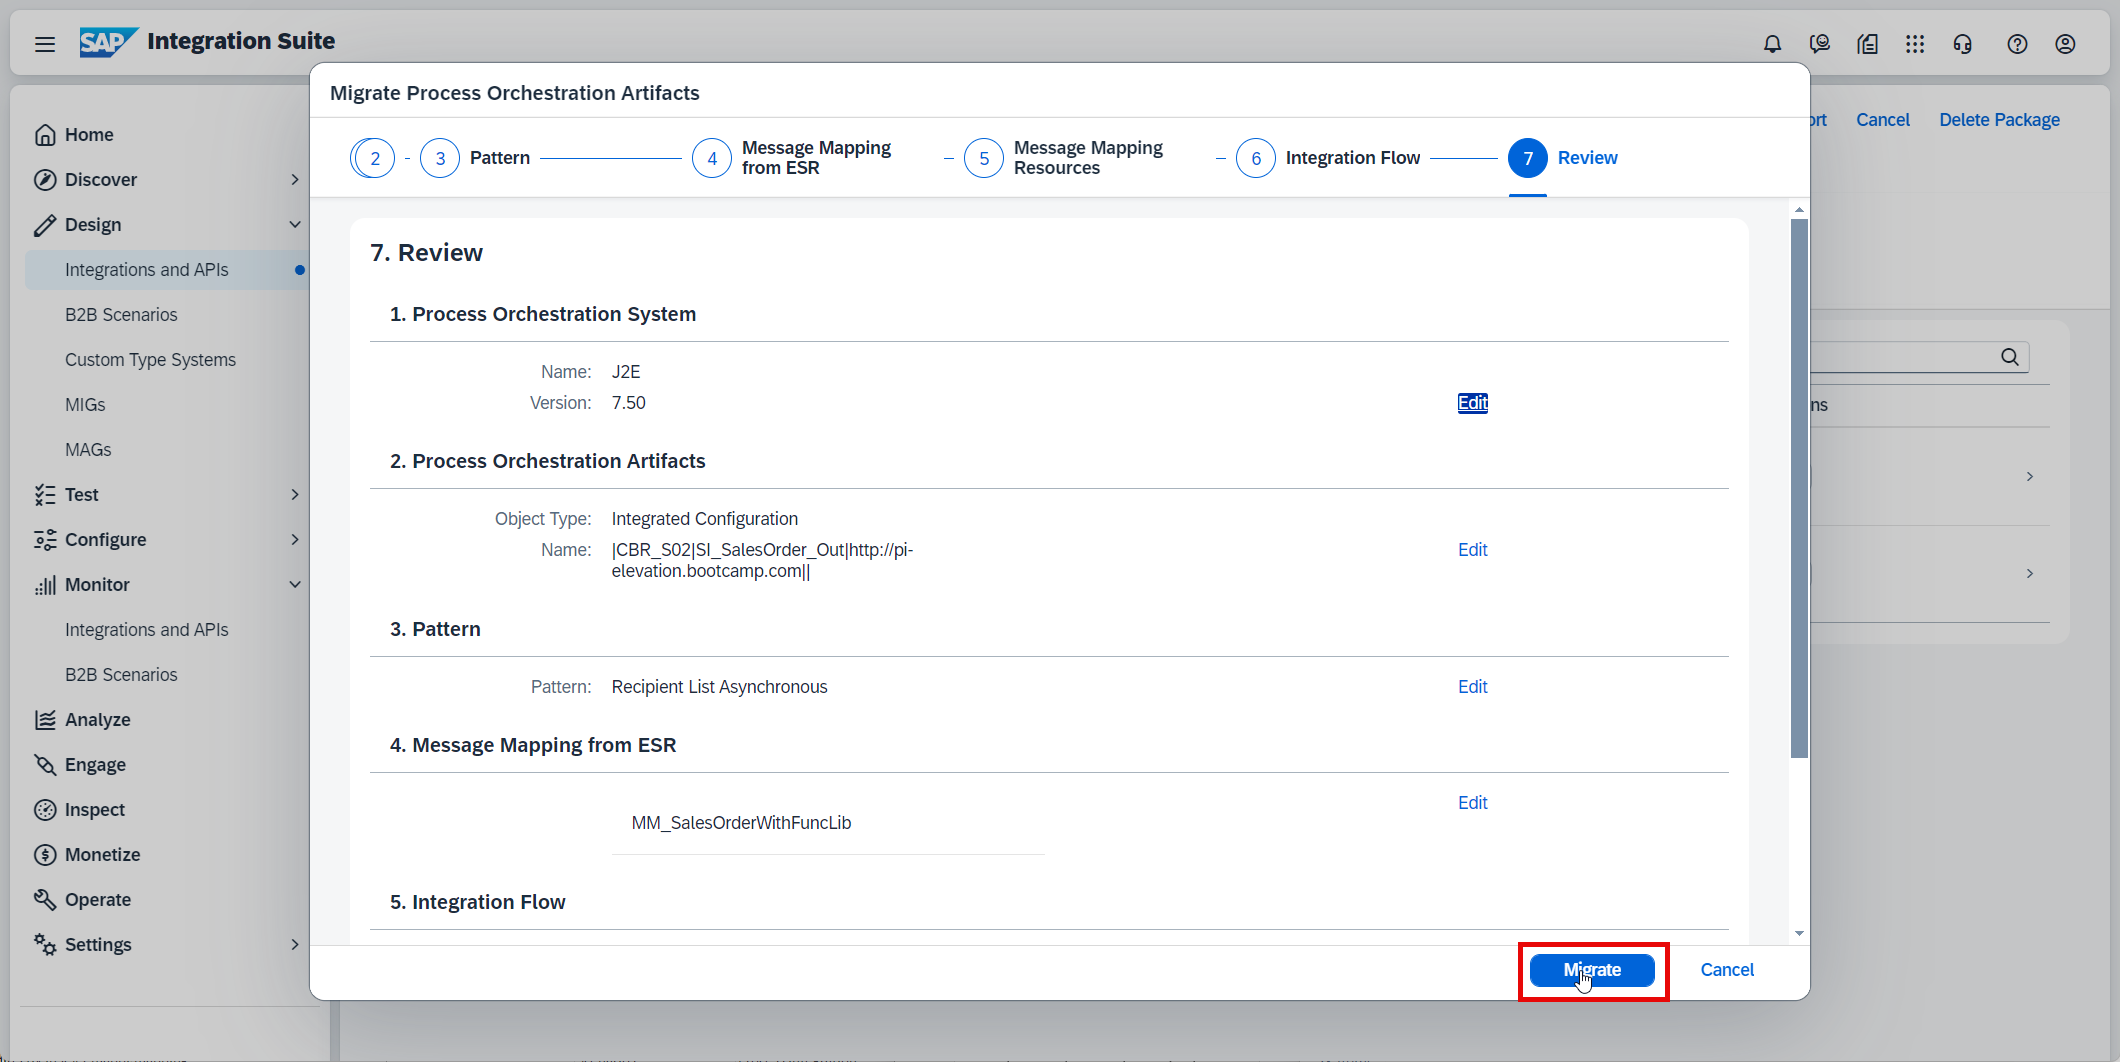 SAP Integration Suite
Migrate Process Orchestration Artifacts
Cancel
Delete Package
2
3
Pattern
4
Message Mapping
from ESR
5
Message Mapping
Resources
6
Integration Flow
7
Review
Home
Discover
Design
Integrations and APIs
B2B Scenarios
Custom Type Systems
MIGs
MAGs
Test
Configure
Monitor
Integrations and APIs
B2B Scenarios
Analyze
Engage
Inspect
Monetize
Operate
Settings
7. Review
1. Process Orchestration System
Name: J2E
Version: 7.50
Edit
2. Process Orchestration Artifacts
Object Type: Integrated Configuration
Name: |CBR_S02|SI_SalesOrder_Out|http://pi-
elevation.bootcamp.com||
Edit
3. Pattern
Pattern: Recipient List Asynchronous
Edit
4. Message Mapping from ESR
Edit
MM_SalesOrderWithFuncLib
5. Integration Flow
Migrate
Cancel